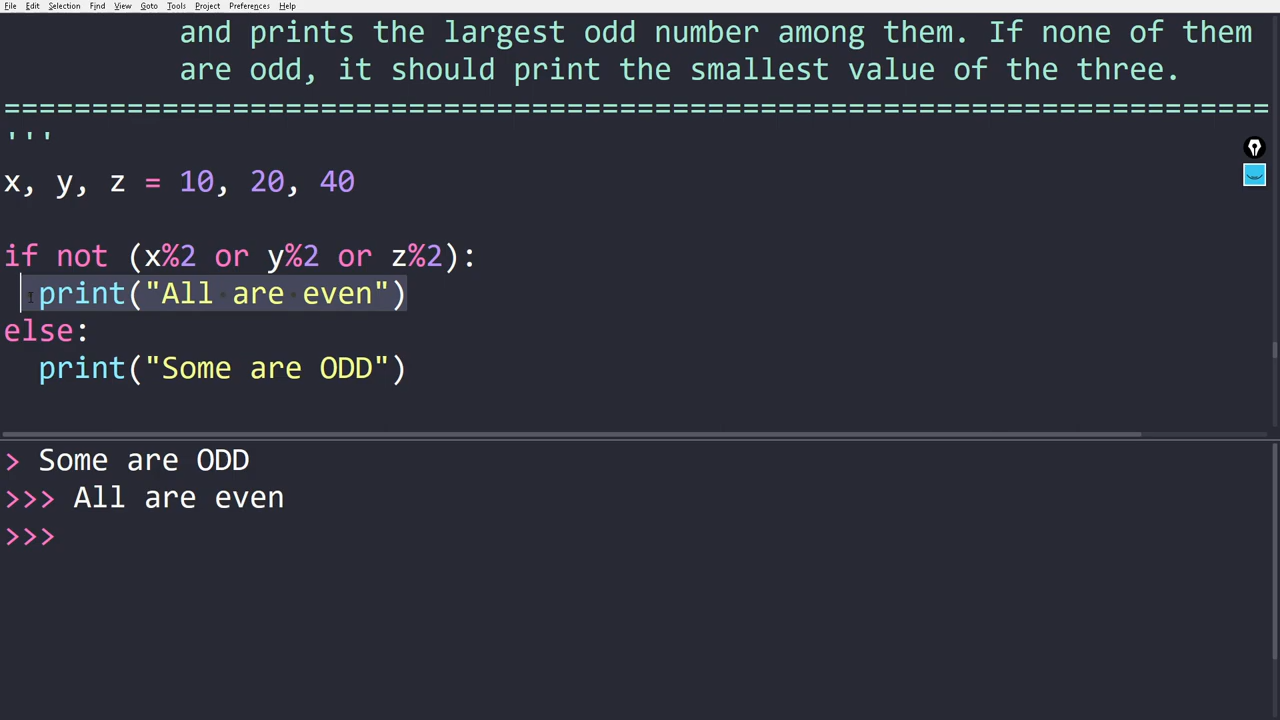 File Edit Selection Find View Goto Tools Project Preferences Help
and prints the largest odd number among them. If none of them
are odd, it should print the smallest value of the three.
========================================================================
'''
x, y, z = 10, 20, 40
if not (x%2 or y%2 or z%2):
print("All are even")
else:
print("Some are ODD")
> Some are ODD
>>> All are even
>>>